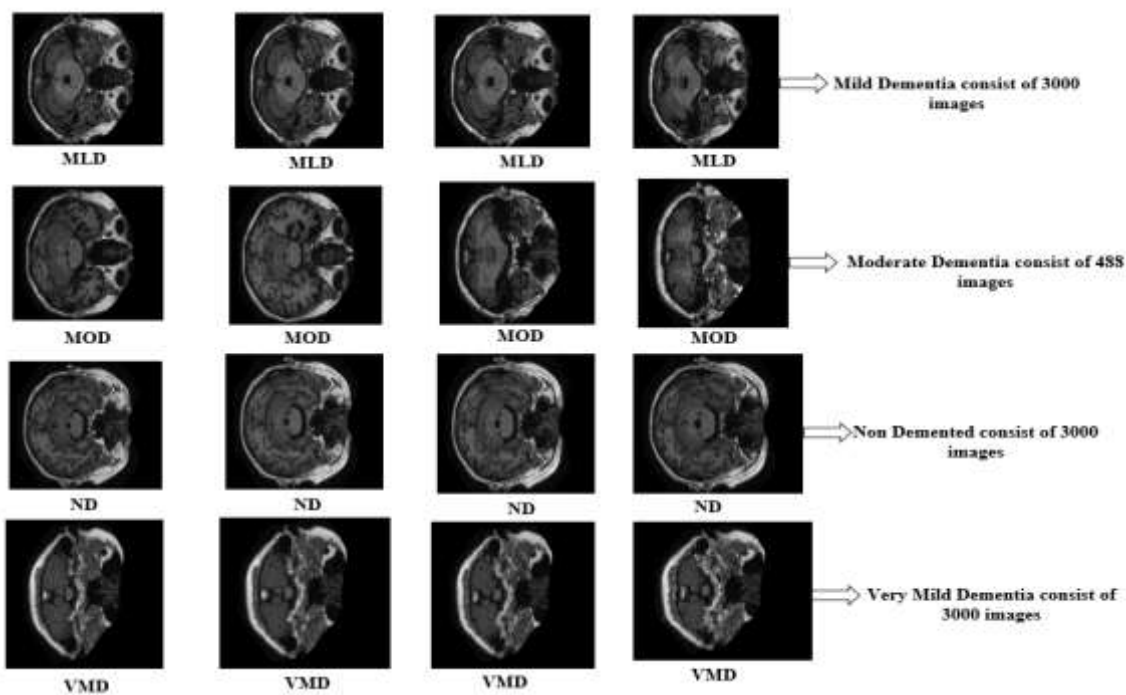 MLD
MLD
MLD
MLD
Mild Dementia consist of 3000
images
MOD
MOD
MOD
MOD
Moderate Dementia consist of 488
images
ND
ND
ND
ND
Non Demented consist of 3000
images
VMD
VMD
VMD
VMD
Very Mild Dementia consist of
3000 images